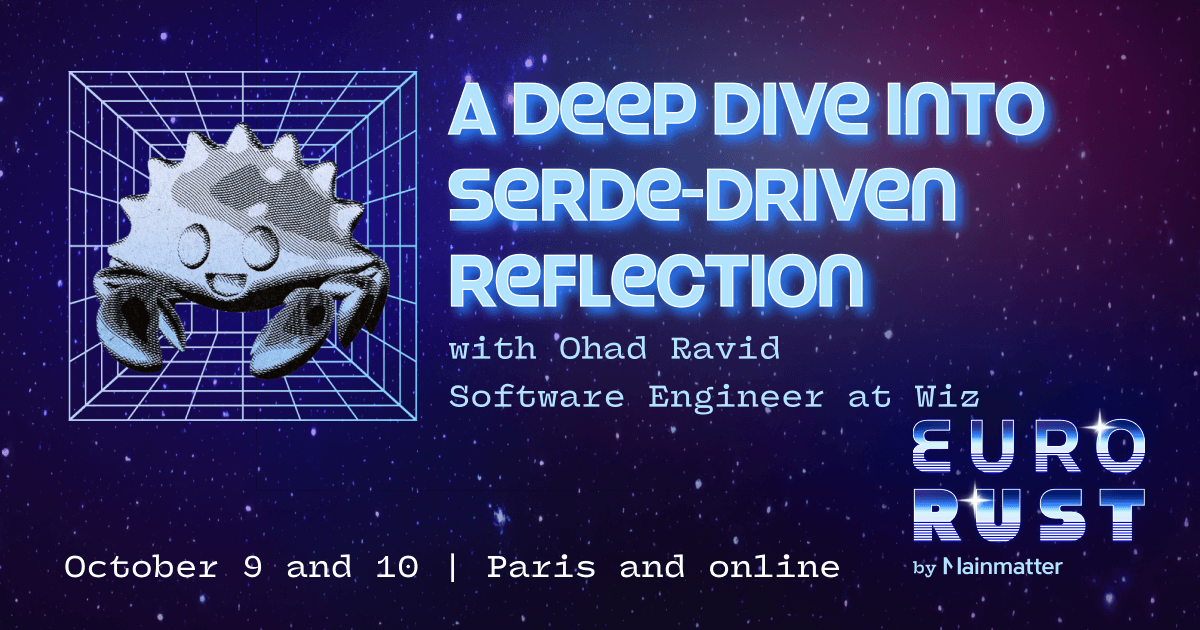 A DEEP DIVE INTO
SERDE-DRIVEN
REFLECTION
with Ohad Ravid
Software Engineer at Wiz
EURO
RUST
by Mainmatter
October 9 and 10 | Paris and online